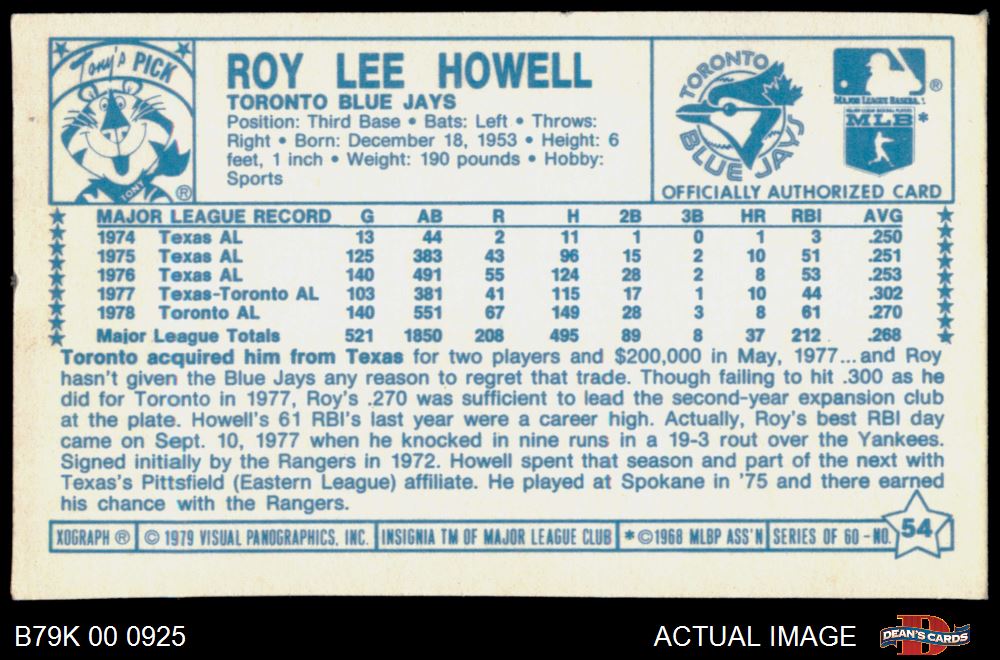 Tony's PICK
TONY
®
ROY LEE HOWELL
TORONTO BLUE JAYS
Position: Third Base • Bats: Left • Throws:
Right • Born: December 18, 1953 • Height: 6
feet, 1 inch • Weight: 190 pounds • Hobby:
Sports
TORONTO
BLUE JAYS
®
MAJOR LEAGUE BASEBALL
MLB*
OFFICIALLY AUTHORIZED CARD
MAJOR LEAGUE RECORD G AB R H 2B 3B HR RBI AVG
1974 Texas AL 13 44 2 11 1 0 1 3 .250
1975 Texas AL 125 383 43 96 15 2 10 51 .251
1976 Texas AL 140 491 55 124 28 2 8 53 .253
1977 Texas-Toronto AL 103 381 41 115 17 1 10 44 .302
1978 Toronto AL 140 551 67 149 28 3 8 61 .270
Major League Totals 521 1850 208 495 89 8 37 212 .268
Toronto acquired him from Texas for two players and $200,000 in May, 1977...and Roy
hasn't given the Blue Jays any reason to regret that trade. Though failing to hit .300 as he
did for Toronto in 1977, Roy's .270 was sufficient to lead the second-year expansion club
at the plate. Howell's 61 RBI's last year were a career high. Actually, Roy's best RBI day
came on Sept. 10, 1977 when he knocked in nine runs in a 19-3 rout over the Yankees.
Signed initially by the Rangers in 1972. Howell spent that season and part of the next with
Texas's Pittsfield (Eastern League) affiliate. He played at Spokane in '75 and there earned
his chance with the Rangers.
XOGRAPH ® © 1979 VISUAL PANOGRAPHICS, INC. INSIGNIA TM OF MAJOR LEAGUE CLUB *©1968 MLBP ASS'N SERIES OF 60 -NO. 54
B79K 00 0925
ACTUAL IMAGE
DEAN'S CARDS